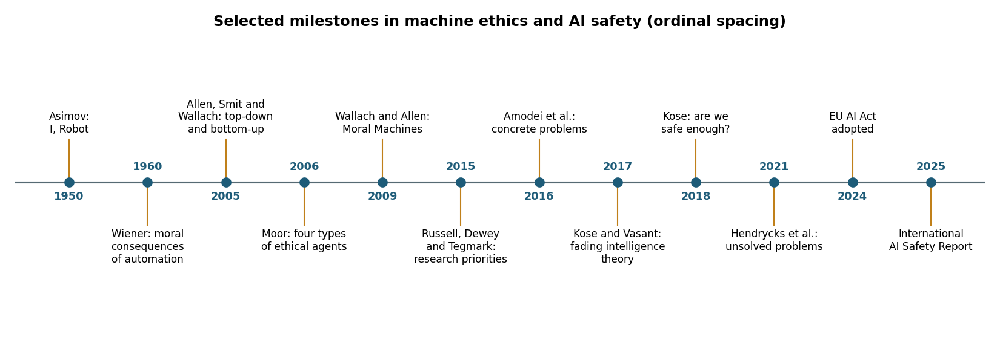 Selected milestones in machine ethics and AI safety (ordinal spacing)
Asimov:
I, Robot
1950
1960
Wiener: moral
consequences
of automation
Allen, Smit and
Wallach: top-down
and bottom-up
2005
2006
Moor: four types
of ethical agents
Wallach and Allen:
Moral Machines
2009
2015
Russell, Dewey
and Tegmark:
research priorities
Amodei et al.:
concrete problems
2016
2017
Kose and Vasant:
fading intelligence
theory
Kose: are we
safe enough?
2018
2021
Hendrycks et al.:
unsolved problems
EU AI Act
adopted
2024
2025
International
AI Safety Report